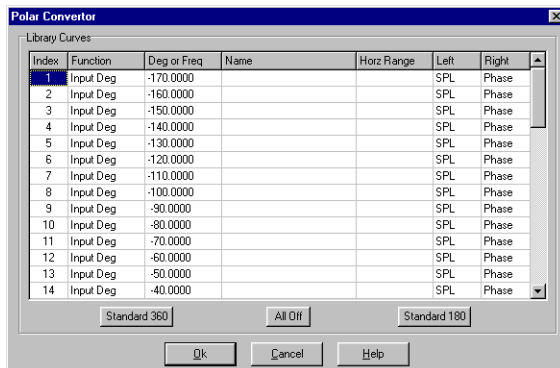 Polar Convertor
Library Curves
Index Function Deg or Freq Name Horz Range Left Right
1 Input Deg -170.0000 SPL Phase
2 Input Deg -160.0000 SPL Phase
3 Input Deg -150.0000 SPL Phase
4 Input Deg -140.0000 SPL Phase
5 Input Deg -130.0000 SPL Phase
6 Input Deg -120.0000 SPL Phase
7 Input Deg -110.0000 SPL Phase
8 Input Deg -100.0000 SPL Phase
9 Input Deg -90.0000 SPL Phase
10 Input Deg -80.0000 SPL Phase
11 Input Deg -70.0000 SPL Phase
12 Input Deg -60.0000 SPL Phase
13 Input Deg -50.0000 SPL Phase
14 Input Deg -40.0000 SPL Phase
Standard 360 All Off Standard 180
Ok Cancel Help